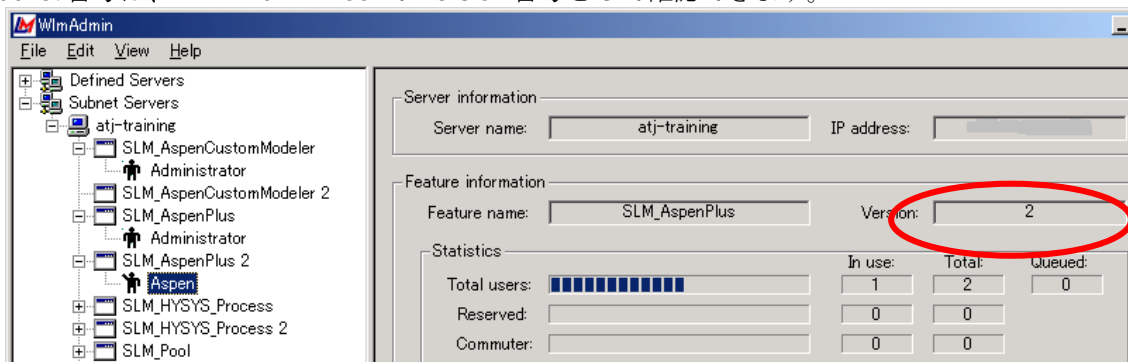 WlmAdmin
File Edit View Help
Defined Servers
Subnet Servers
atj-training
SLM_AspenCustomModeler
Administrator
SLM_AspenCustomModeler 2
SLM_AspenPlus
Administrator
SLM_AspenPlus 2
Aspen
SLM_HYSYS_Process
SLM_HYSYS_Process 2
SLM_Pool
Server information
Server name: atj-training IP address:
Feature information
Feature name: SLM_AspenPlus Version: 2
Statistics
In use: Total: Queued:
Total users: 1 2 0
Reserved: 0 0
Commuter: 0 0